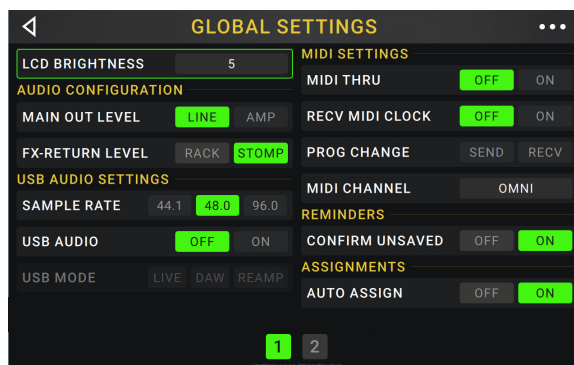 GLOBAL SETTINGS
LCD BRIGHTNESS 5
AUDIO CONFIGURATION
MAIN OUT LEVEL LINE AMP
FX-RETURN LEVEL RACK STOMP
USB AUDIO SETTINGS
SAMPLE RATE 44.1 48.0 96.0
USB AUDIO OFF ON
USB MODE LIVE DAW REAMP
MIDI SETTINGS
MIDI THRU OFF ON
RECV MIDI CLOCK OFF ON
PROG CHANGE SEND RECV
MIDI CHANNEL OMNI
REMINDERS
CONFIRM UNSAVED OFF ON
ASSIGNMENTS
AUTO ASSIGN OFF ON
1 2